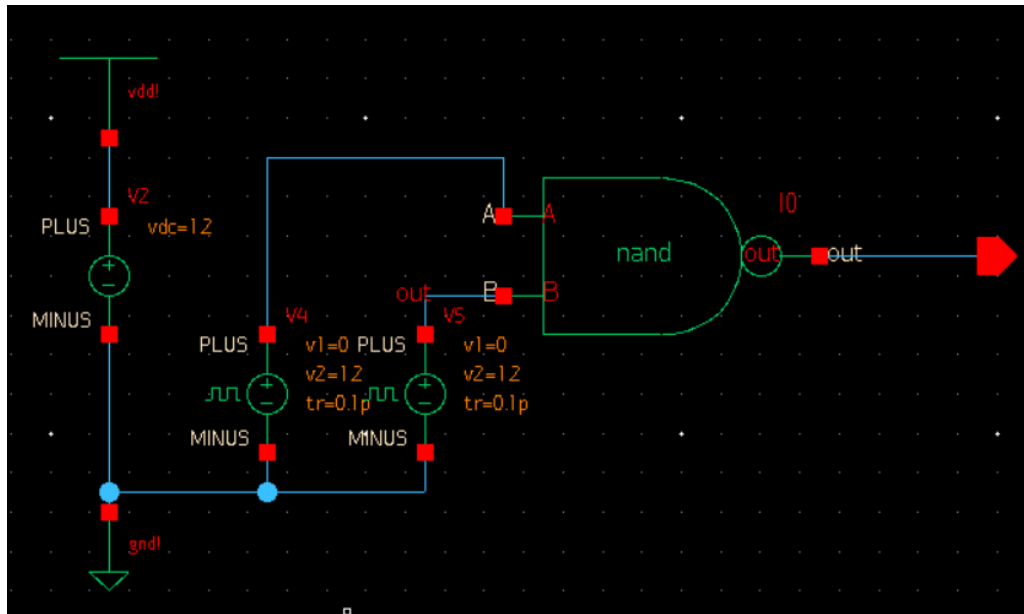 vdd!
V2
PLUS
vdc=1.2
MINUS
gnd!
V4
PLUS
v1=0
v2=1.2
tr=0.1p
MINUS
out
V5
PLUS
v1=0
v2=1.2
tr=0.1p
MINUS
A A
B B
nand
I0
out out